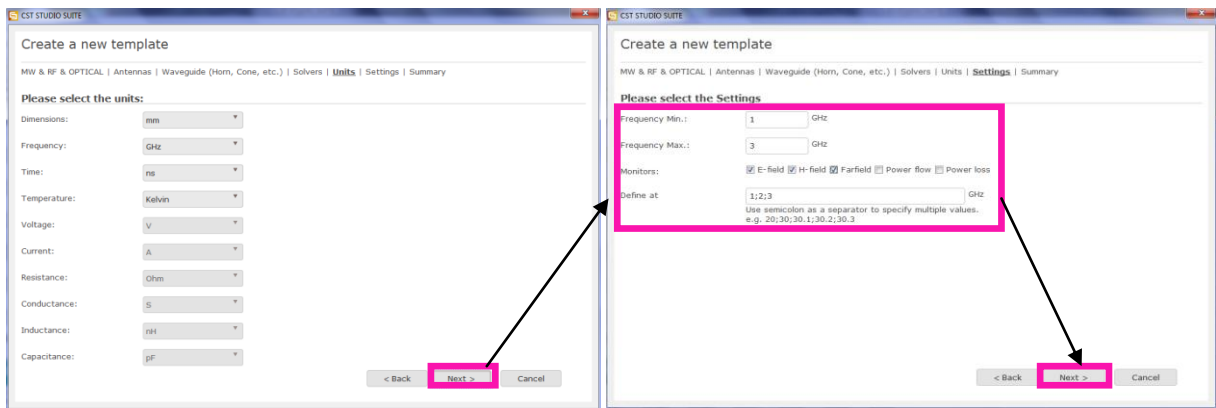 CST STUDIO SUITE
Create a new template
MW & RF & OPTICAL | Antennas | Waveguide (Horn, Cone, etc.) | Solvers | Units | Settings | Summary
Please select the units:
Dimensions: mm
Frequency: GHz
Time: ns
Temperature: Kelvin
Voltage: V
Current: A
Resistance: Ohm
Conductance: S
Inductance: nH
Capacitance: pF
< Back Next > Cancel
CST STUDIO SUITE
Create a new template
MW & RF & OPTICAL | Antennas | Waveguide (Horn, Cone, etc.) | Solvers | Units | Settings | Summary
Please select the Settings
Frequency Min.: 1 GHz
Frequency Max.: 3 GHz
Monitors: E-field H-field Farfield Power flow Power loss
Define at 1;2;3 GHz
Use semicolon as a separator to specify multiple values.
e.g. 20;30;30.1;30.2;30.3
< Back Next > Cancel